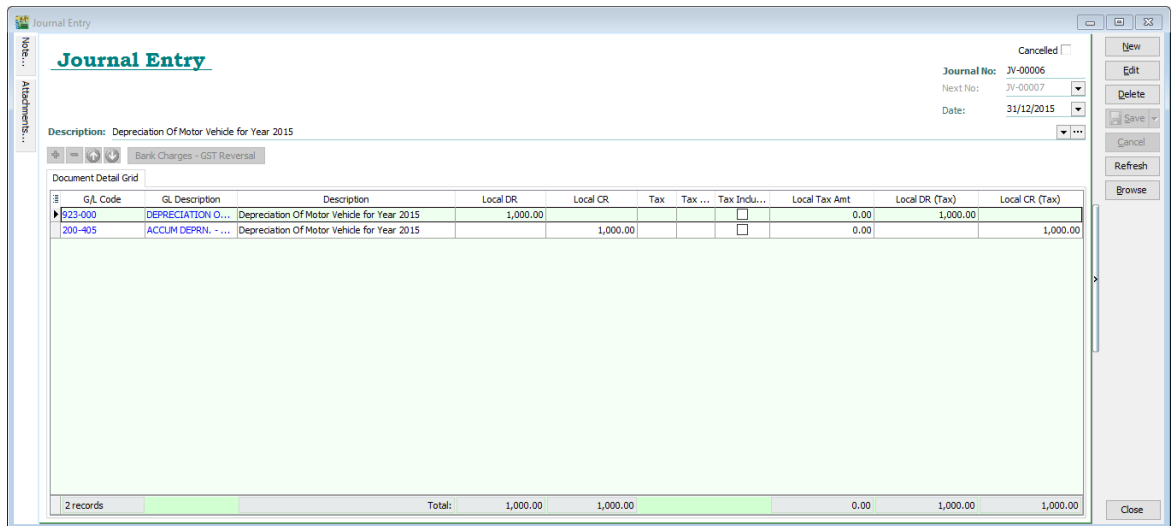 Journal Entry
Note...
Attachments...
Journal Entry
Cancelled
Journal No: JV-00006
Next No: JV-00007
Date: 31/12/2015
Description: Depreciation Of Motor Vehicle for Year 2015
Bank Charges - GST Reversal
Document Detail Grid
G/L Code GL Description Description Local DR Local CR Tax Tax ... Tax Inclu... Local Tax Amt Local DR (Tax) Local CR (Tax)
923-000 DEPRECIATION O... Depreciation Of Motor Vehicle for Year 2015 1,000.00 0.00 1,000.00
200-405 ACCUM DEPRN. - ... Depreciation Of Motor Vehicle for Year 2015 1,000.00 0.00 1,000.00
2 records Total: 1,000.00 1,000.00 0.00 1,000.00 1,000.00
New
Edit
Delete
Save
Cancel
Refresh
Browse
Close